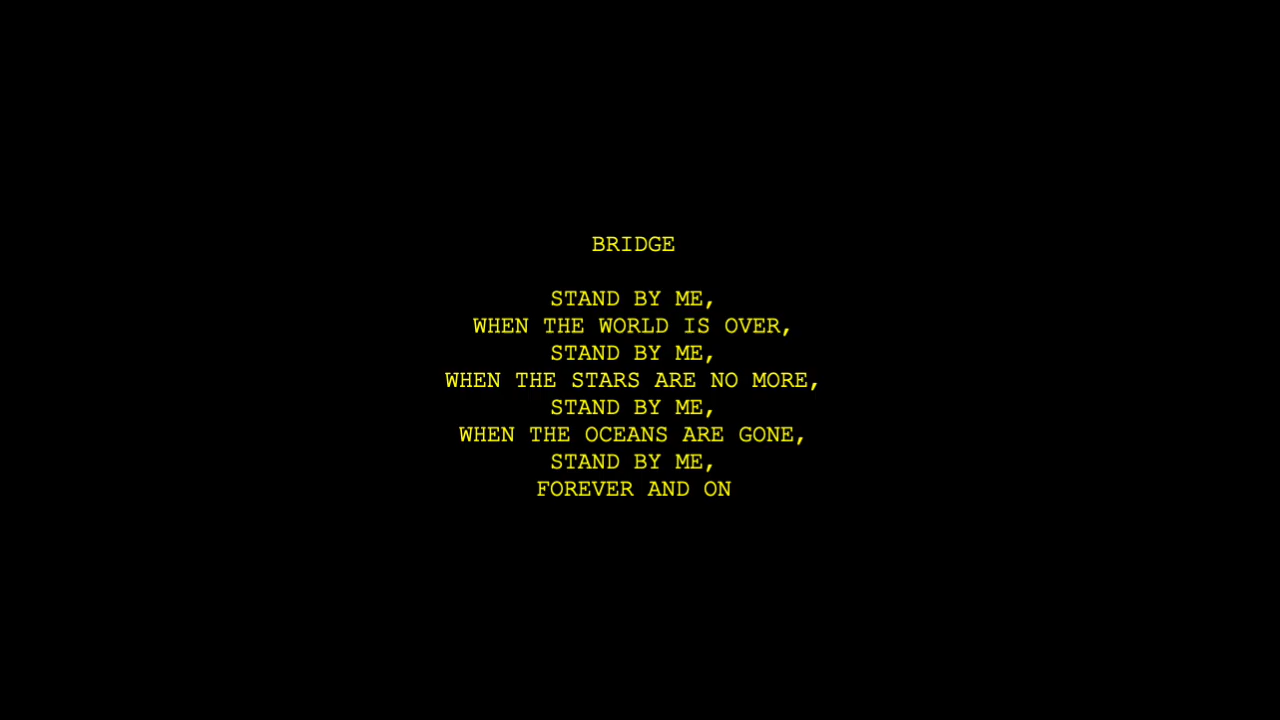 BRIDGE
STAND BY ME,
WHEN THE WORLD IS OVER,
STAND BY ME,
WHEN THE STARS ARE NO MORE,
STAND BY ME,
WHEN THE OCEANS ARE GONE,
STAND BY ME,
FOREVER AND ON